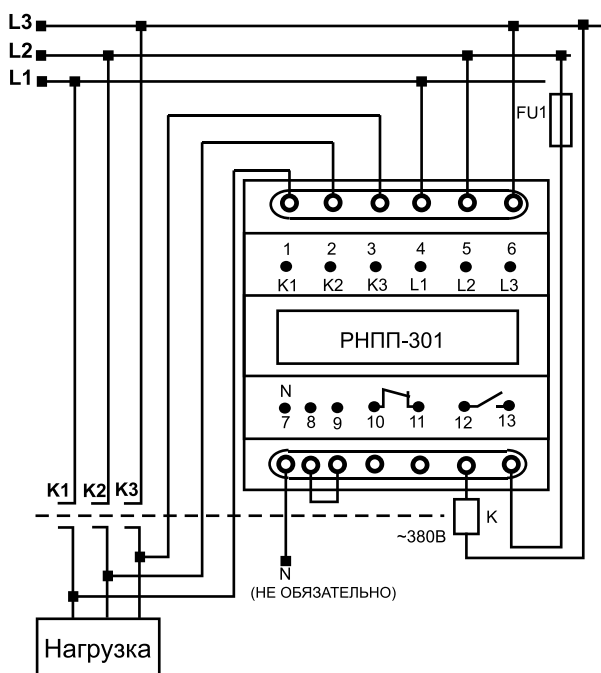 L3
L2
L1
FU1
1 2 3 4 5 6
K1 K2 K3 L1 L2 L3
РНПП-301
N
7 8 9 10 11 12 13
K1 K2 K3
K
~380В
N
(НЕ ОБЯЗАТЕЛЬНО)
Нагрузка